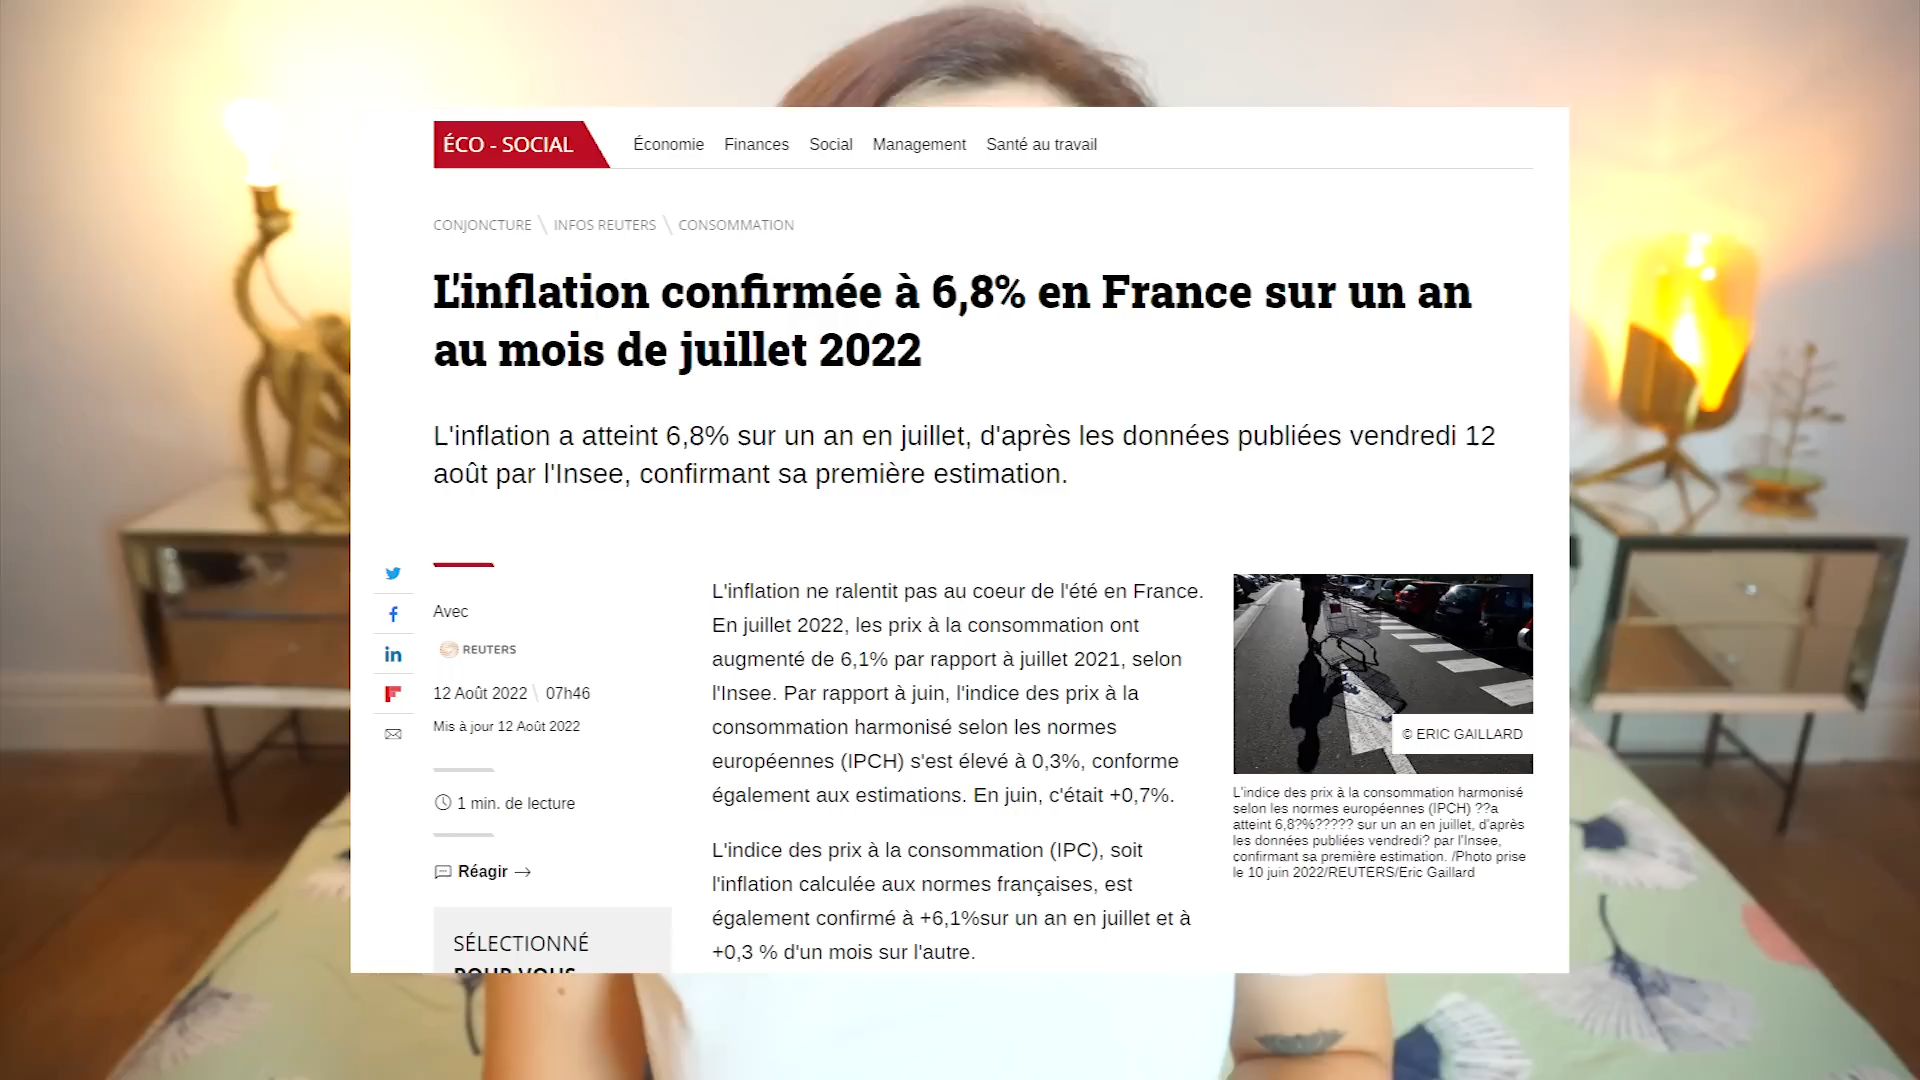 ÉCO - SOCIAL
Économie Finances Social Management Santé au travail
CONJONCTURE \ INFOS REUTERS \ CONSOMMATION
L'inflation confirmée à 6,8% en France sur un an
au mois de juillet 2022
L'inflation a atteint 6,8% sur un an en juillet, d'après les données publiées vendredi 12
août par l'Insee, confirmant sa première estimation.
Avec
REUTERS
12 Août 2022 \ 07h46
Mis à jour 12 Août 2022
1 min. de lecture
Réagir
SÉLECTIONNÉ
POUR VOUS
L'inflation ne ralentit pas au coeur de l'été en France.
En juillet 2022, les prix à la consommation ont
augmenté de 6,1% par rapport à juillet 2021, selon
l'Insee. Par rapport à juin, l'indice des prix à la
consommation harmonisé selon les normes
européennes (IPCH) s'est élevé à 0,3%, conforme
également aux estimations. En juin, c'était +0,7%.
L'indice des prix à la consommation (IPC), soit
l'inflation calculée aux normes françaises, est
également confirmé à +6,1%sur un an en juillet et à
+0,3 % d'un mois sur l'autre.
© ERIC GAILLARD
L'indice des prix à la consommation harmonisé
selon les normes européennes (IPCH) ??a
atteint 6,8?%????? sur un an en juillet, d'après
les données publiées vendredi? par l'Insee,
confirmant sa première estimation. /Photo prise
le 10 juin 2022/REUTERS/Eric Gaillard